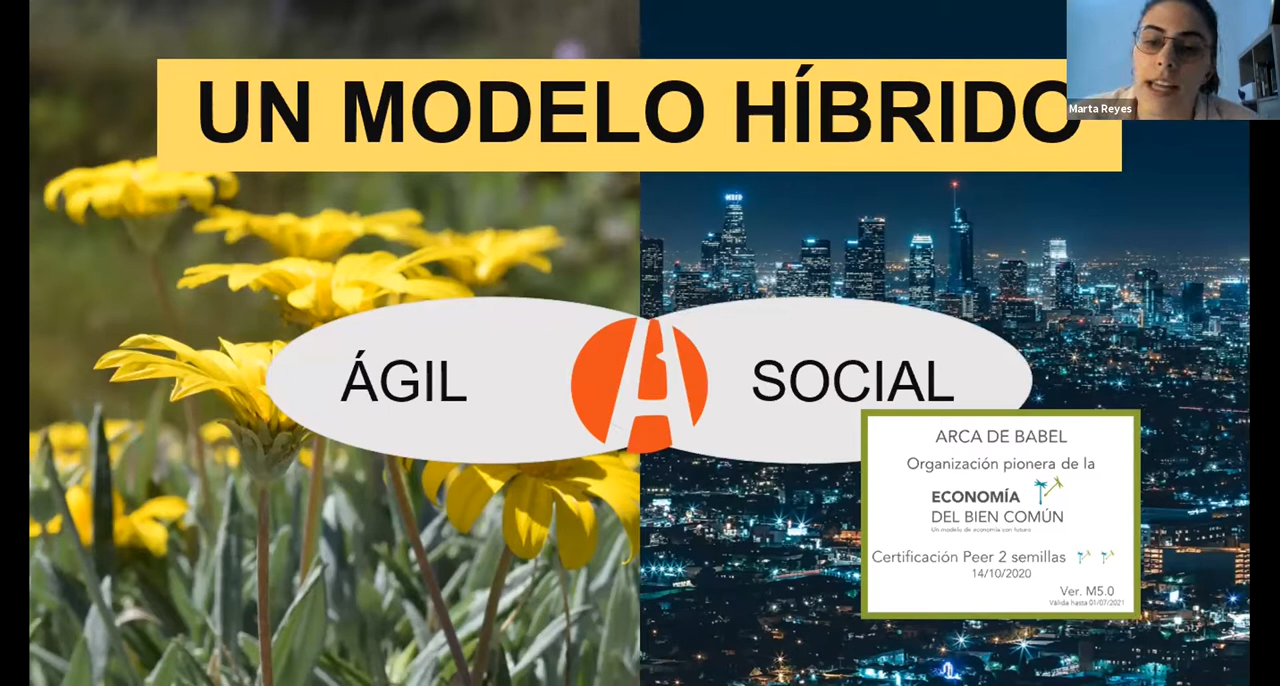 UN MODELO HÍBRIDO
Marta Reyes
ÁGIL
SOCIAL
ARCA DE BABEL
Organización pionera de la
ECONOMÍA
DEL BIEN COMÚN
Un modelo de economía con futuro
Certificación Peer 2 semillas
14/10/2020
Ver. M5.0
Válida hasta 01/07/2021